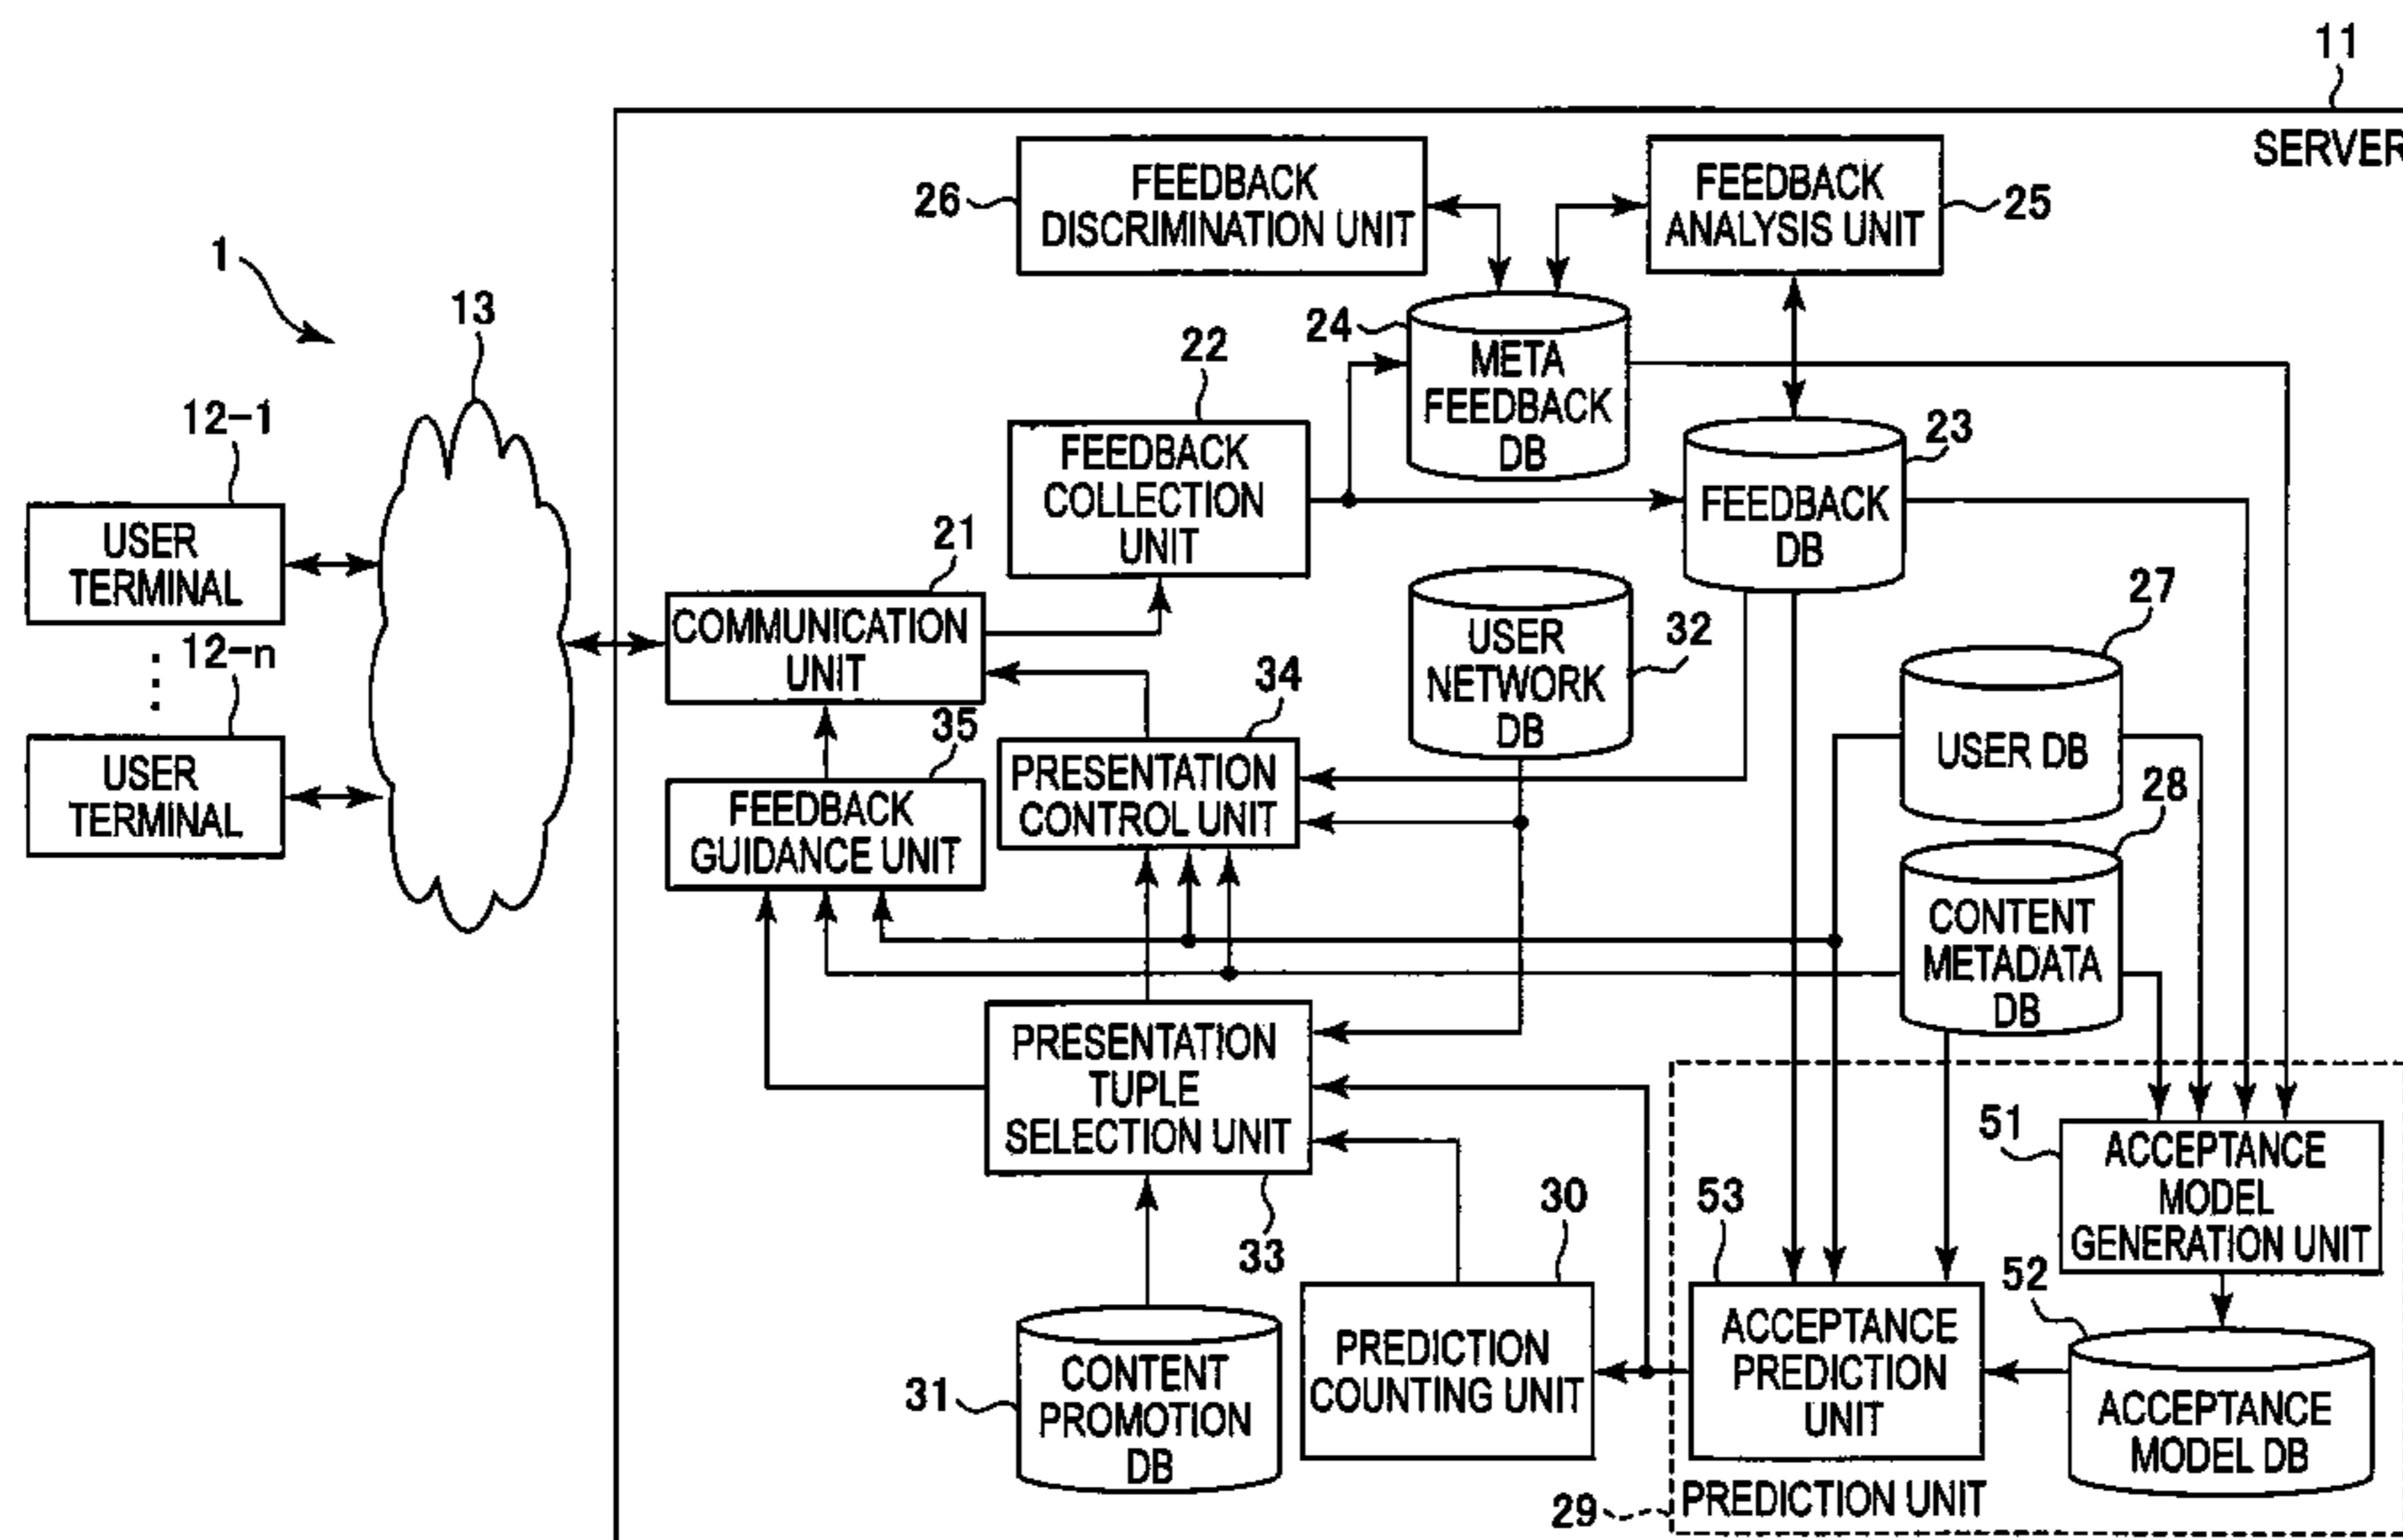 11
SERVER
FEEDBACK
DISCRIMINATION UNIT
26
FEEDBACK
ANALYSIS UNIT
25
1
13
24
META
FEEDBACK
DB
22
FEEDBACK
COLLECTION
UNIT
23
FEEDBACK
DB
12-1
USER
TERMINAL
12-n
USER
TERMINAL
21
COMMUNICATION
UNIT
USER
NETWORK
DB
32
27
USER DB
34
PRESENTATION
CONTROL UNIT
35
FEEDBACK
GUIDANCE UNIT
28
CONTENT
METADATA
DB
PRESENTATION
TUPLE
SELECTION UNIT
33
51
ACCEPTANCE
MODEL
GENERATION UNIT
30
PREDICTION
COUNTING UNIT
53
ACCEPTANCE
PREDICTION
UNIT
52
ACCEPTANCE
MODEL DB
31
CONTENT
PROMOTION
DB
29
PREDICTION UNIT